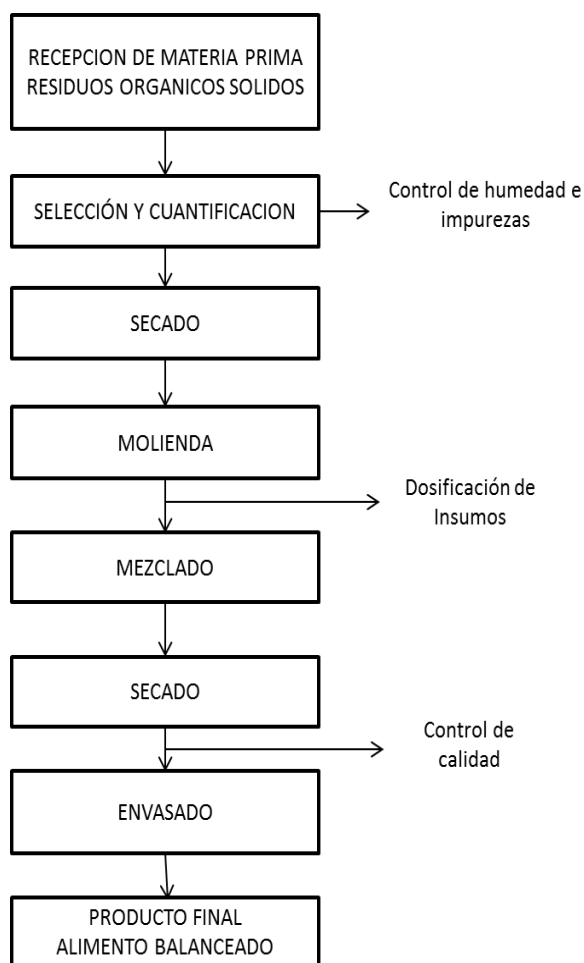 RECEPCION DE MATERIA PRIMA
RESIDUOS ORGANICOS SOLIDOS
SELECCIÓN Y CUANTIFICACION
Control de humedad e
impurezas
SECADO
MOLIENDA
Dosificación de
Insumos
MEZCLADO
SECADO
Control de
calidad
ENVASADO
PRODUCTO FINAL
ALIMENTO BALANCEADO